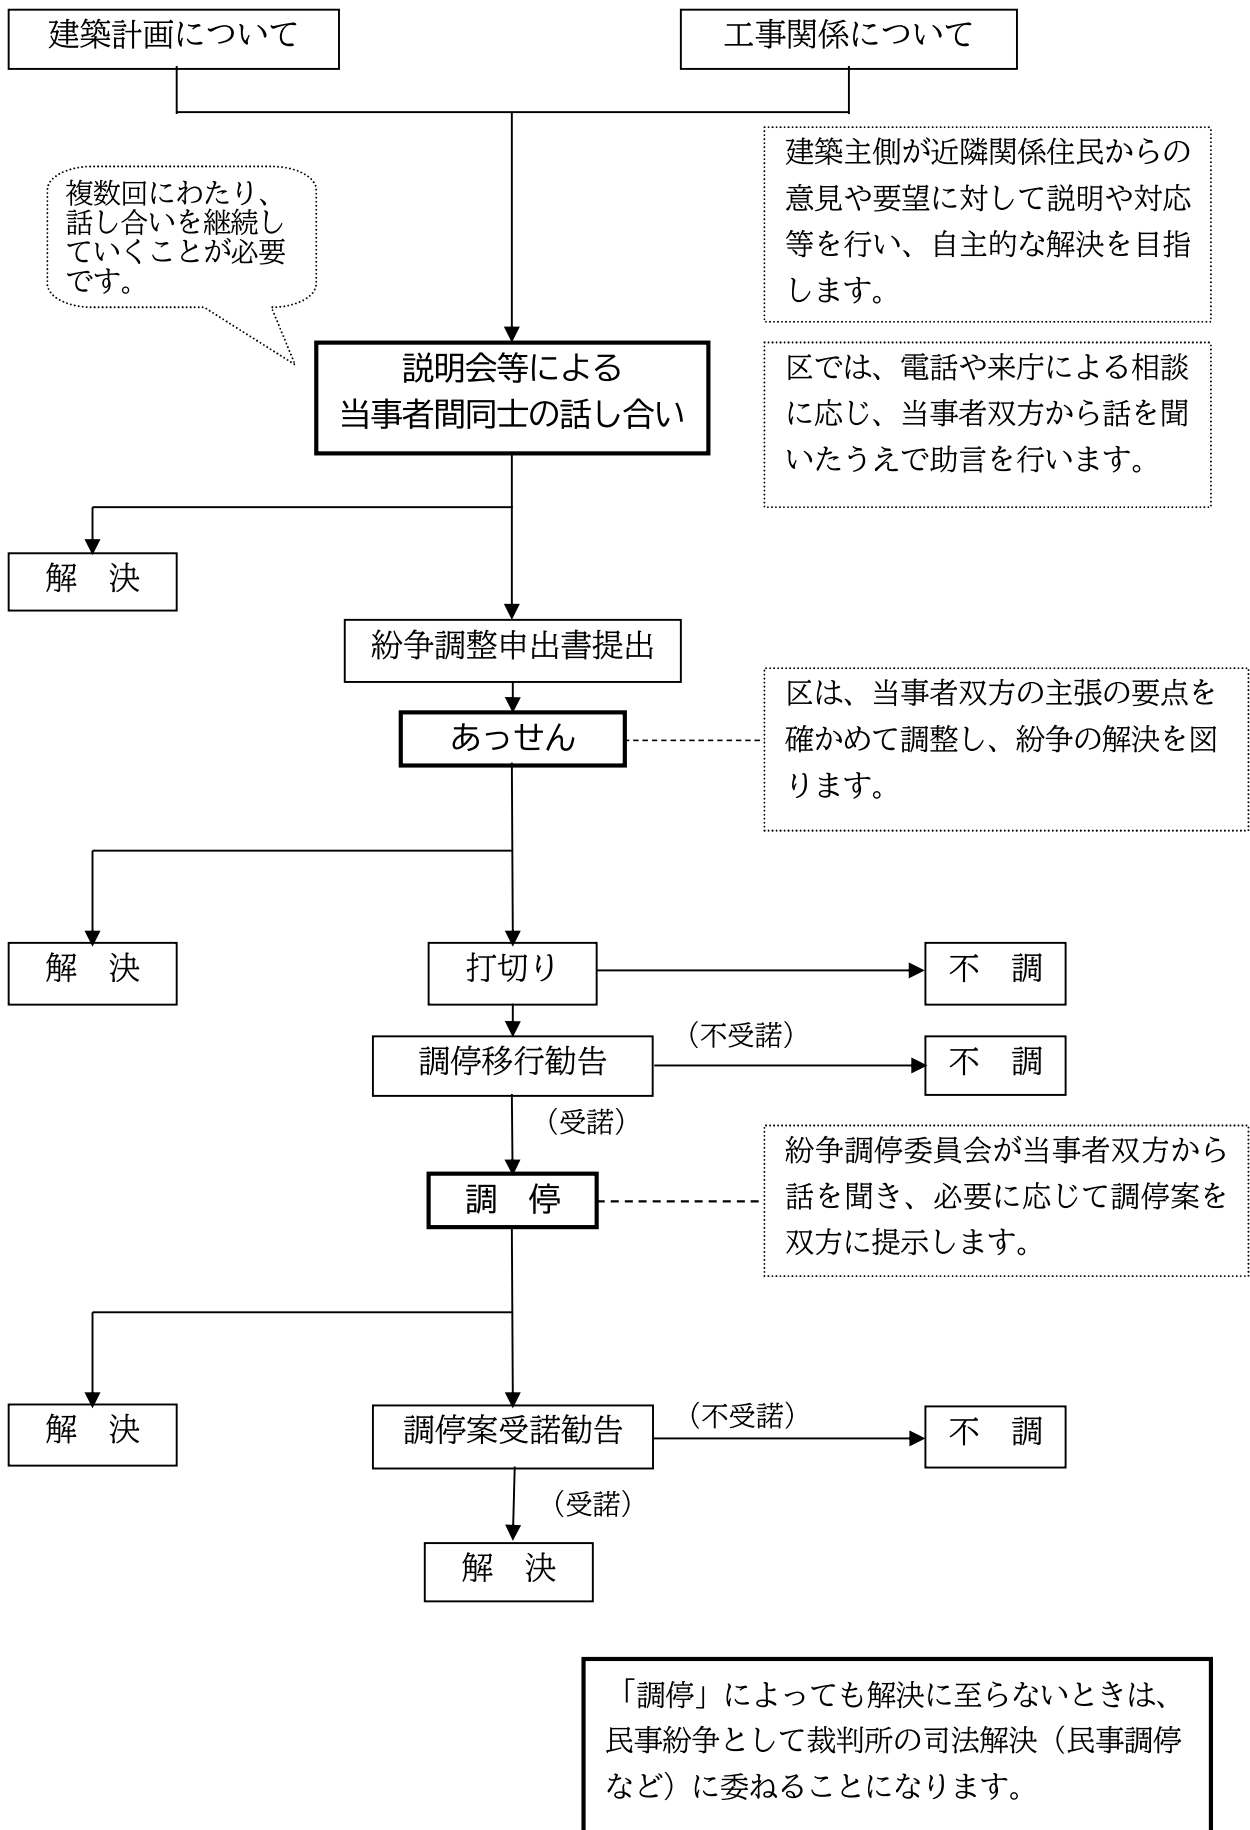 建築計画について
工事関係について
建築主側が近隣関係住民からの
意見や要望に対して説明や対応
等を行い、自主的な解決を目指
します。
複数回にわたり、
話し合いを継続し
ていくことが必要
です。
説明会等による
当事者間同士の話し合い
区では、電話や来庁による相談
に応じ、当事者双方から話を聞
いたうえで助言を行います。
解　決
紛争調整申出書提出
あっせん
区は、当事者双方の主張の要点を
確かめて調整し、紛争の解決を図
ります。
解　決
打切り
不　調
調停移行勧告
（不受諾）
不　調
（受諾）
調　停
紛争調停委員会が当事者双方から
話を聞き、必要に応じて調停案を
双方に提示します。
解　決
調停案受諾勧告
（不受諾）
不　調
（受諾）
解　決
「調停」によっても解決に至らないときは、
民事紛争として裁判所の司法解決（民事調停
など）に委ねることになります。